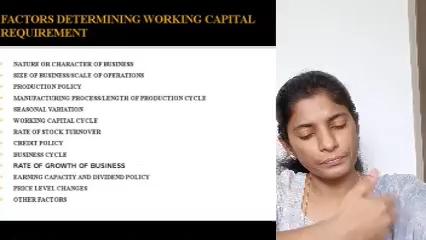 FACTORS DETERMINING WORKING CAPITAL
REQUIREMENT
NATURE OR CHARACTER OF BUSINESS
SIZE OF BUSINESS/SCALE OF OPERATIONS
PRODUCTION POLICY
MANUFACTURING PROCESS/LENGTH OF PRODUCTION CYCLE
SEASONAL VARIATION
WORKING CAPITAL CYCLE
RATE OF STOCK TURNOVER
CREDIT POLICY
BUSINESS CYCLE
RATE OF GROWTH OF BUSINESS
EARNING CAPACITY AND DIVIDEND POLICY
PRICE LEVEL CHANGES
OTHER FACTORS